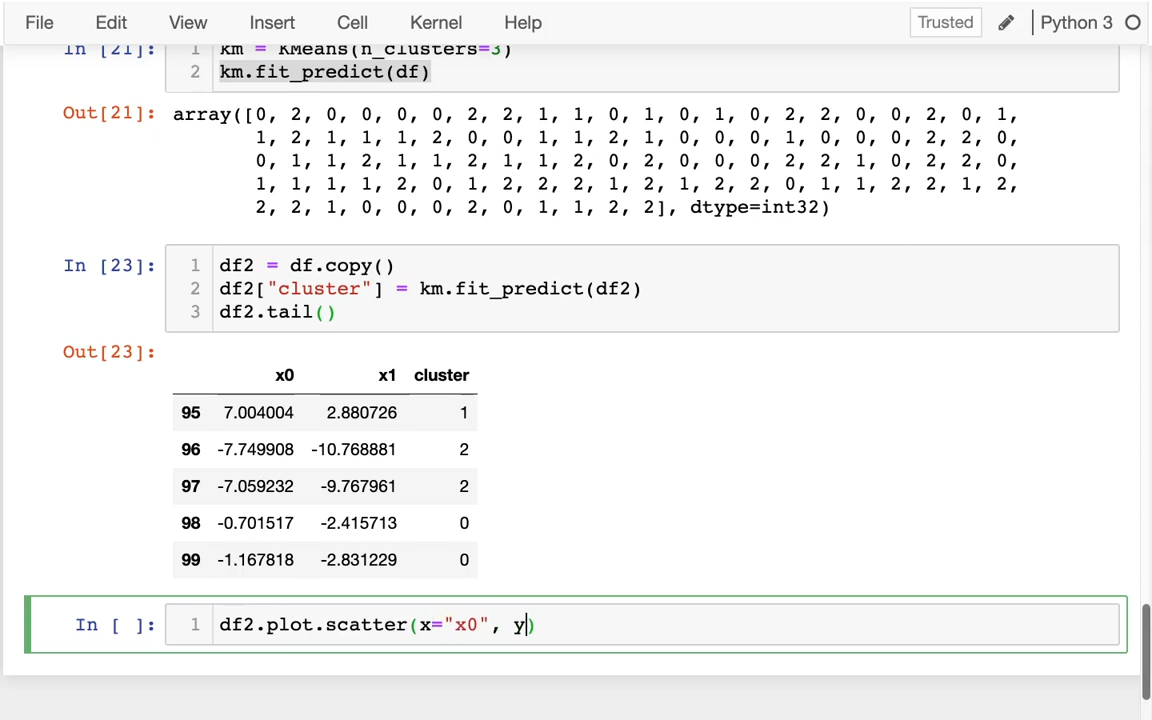 File Edit View Insert Cell Kernel Help Trusted Python 3
In [21]: 1 km = KMeans(n_clusters=3)
2 km.fit_predict(df)
Out[21]: array([0, 2, 0, 0, 0, 0, 2, 2, 1, 1, 0, 1, 0, 1, 0, 2, 2, 0, 0, 2, 0, 1,
1, 2, 1, 1, 1, 2, 0, 0, 1, 1, 2, 1, 0, 0, 0, 1, 0, 0, 0, 2, 2, 0,
0, 1, 1, 2, 1, 1, 2, 1, 1, 2, 0, 2, 0, 0, 0, 2, 2, 1, 0, 2, 2, 0,
1, 1, 1, 1, 2, 0, 1, 2, 2, 2, 1, 2, 1, 2, 2, 0, 1, 1, 2, 2, 1, 2,
2, 2, 1, 0, 0, 0, 2, 0, 1, 1, 2, 2], dtype=int32)
In [23]: 1 df2 = df.copy()
2 df2["cluster"] = km.fit_predict(df2)
3 df2.tail()
Out[23]:
x0 x1 cluster
95 7.004004 2.880726 1
96 -7.749908 -10.768881 2
97 -7.059232 -9.767961 2
98 -0.701517 -2.415713 0
99 -1.167818 -2.831229 0
In [ ]: 1 df2.plot.scatter(x="x0", y)